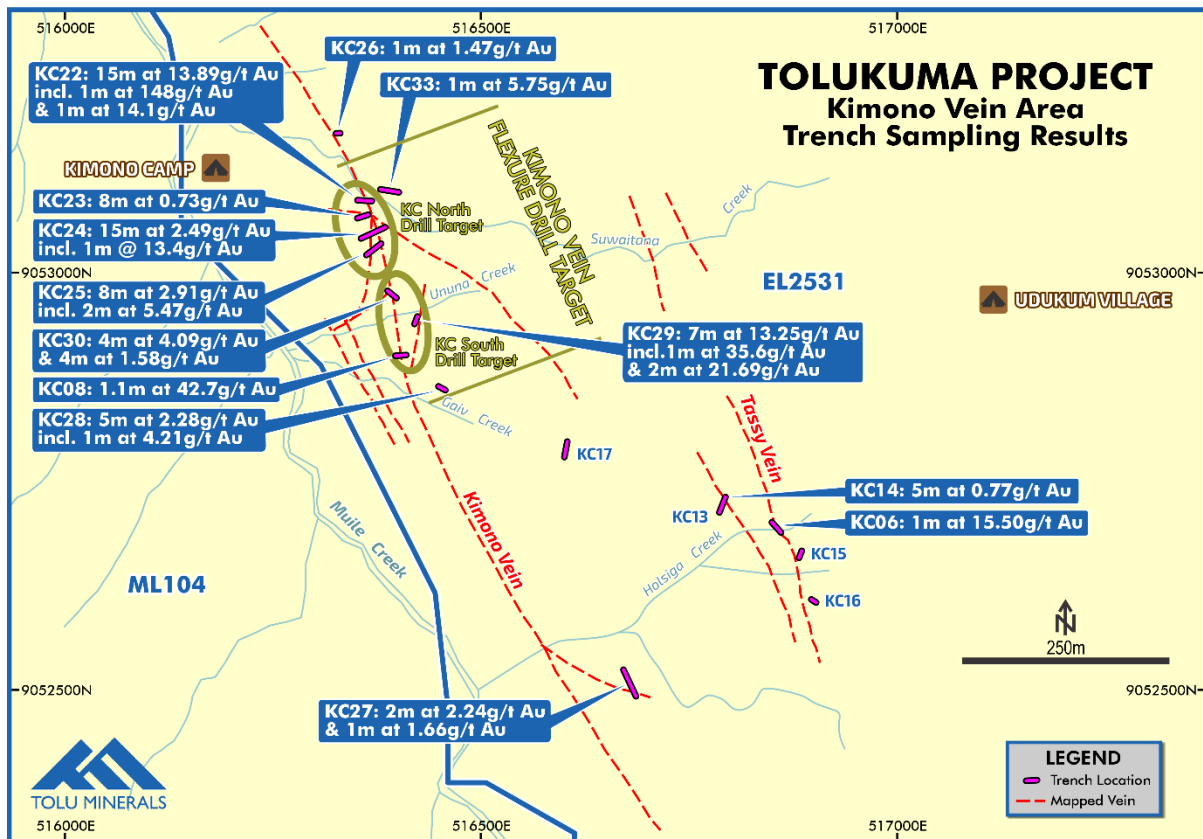 516000E
516500E
517000E
TOLUKUMA PROJECT
Kimono Vein Area
Trench Sampling Results
KC26: 1m at 1.47g/t Au
KC33: 1m at 5.75g/t Au
KC22: 15m at 13.89g/t Au
incl. 1m at 148g/t Au
& 1m at 14.1g/t Au
KIMONO CAMP
KC23: 8m at 0.73g/t Au
KC24: 15m at 2.49g/t Au
incl. 1m @ 13.4g/t Au
KC25: 8m at 2.91g/t Au
incl. 2m at 5.47g/t Au
KC30: 4m at 4.09g/t Au
& 4m at 1.58g/t Au
KC08: 1.1m at 42.7g/t Au
KC28: 5m at 2.28g/t Au
incl. 1m at 4.21g/t Au
KC North
Drill Target
KC South
Drill Target
KIMONO VEIN
FLEXURE DRILL TARGET
Suwaitana Creek
Ununa Creek
Gaiv Creek
EL2531
UDUKUM VILLAGE
9053000N
9053000N
KC29: 7m at 13.25g/t Au
incl.1m at 35.6g/t Au
& 2m at 21.69g/t Au
KC17
Tassy Vein
KC14: 5m at 0.77g/t Au
KC13
KC06: 1m at 15.50g/t Au
KC15
KC16
Kimono Vein
Muile Creek
Holsiga Creek
ML104
N
250m
9052500N
9052500N
KC27: 2m at 2.24g/t Au
& 1m at 1.66g/t Au
TOLU MINERALS
LEGEND
Trench Location
Mapped Vein
516000E
516500E
517000E